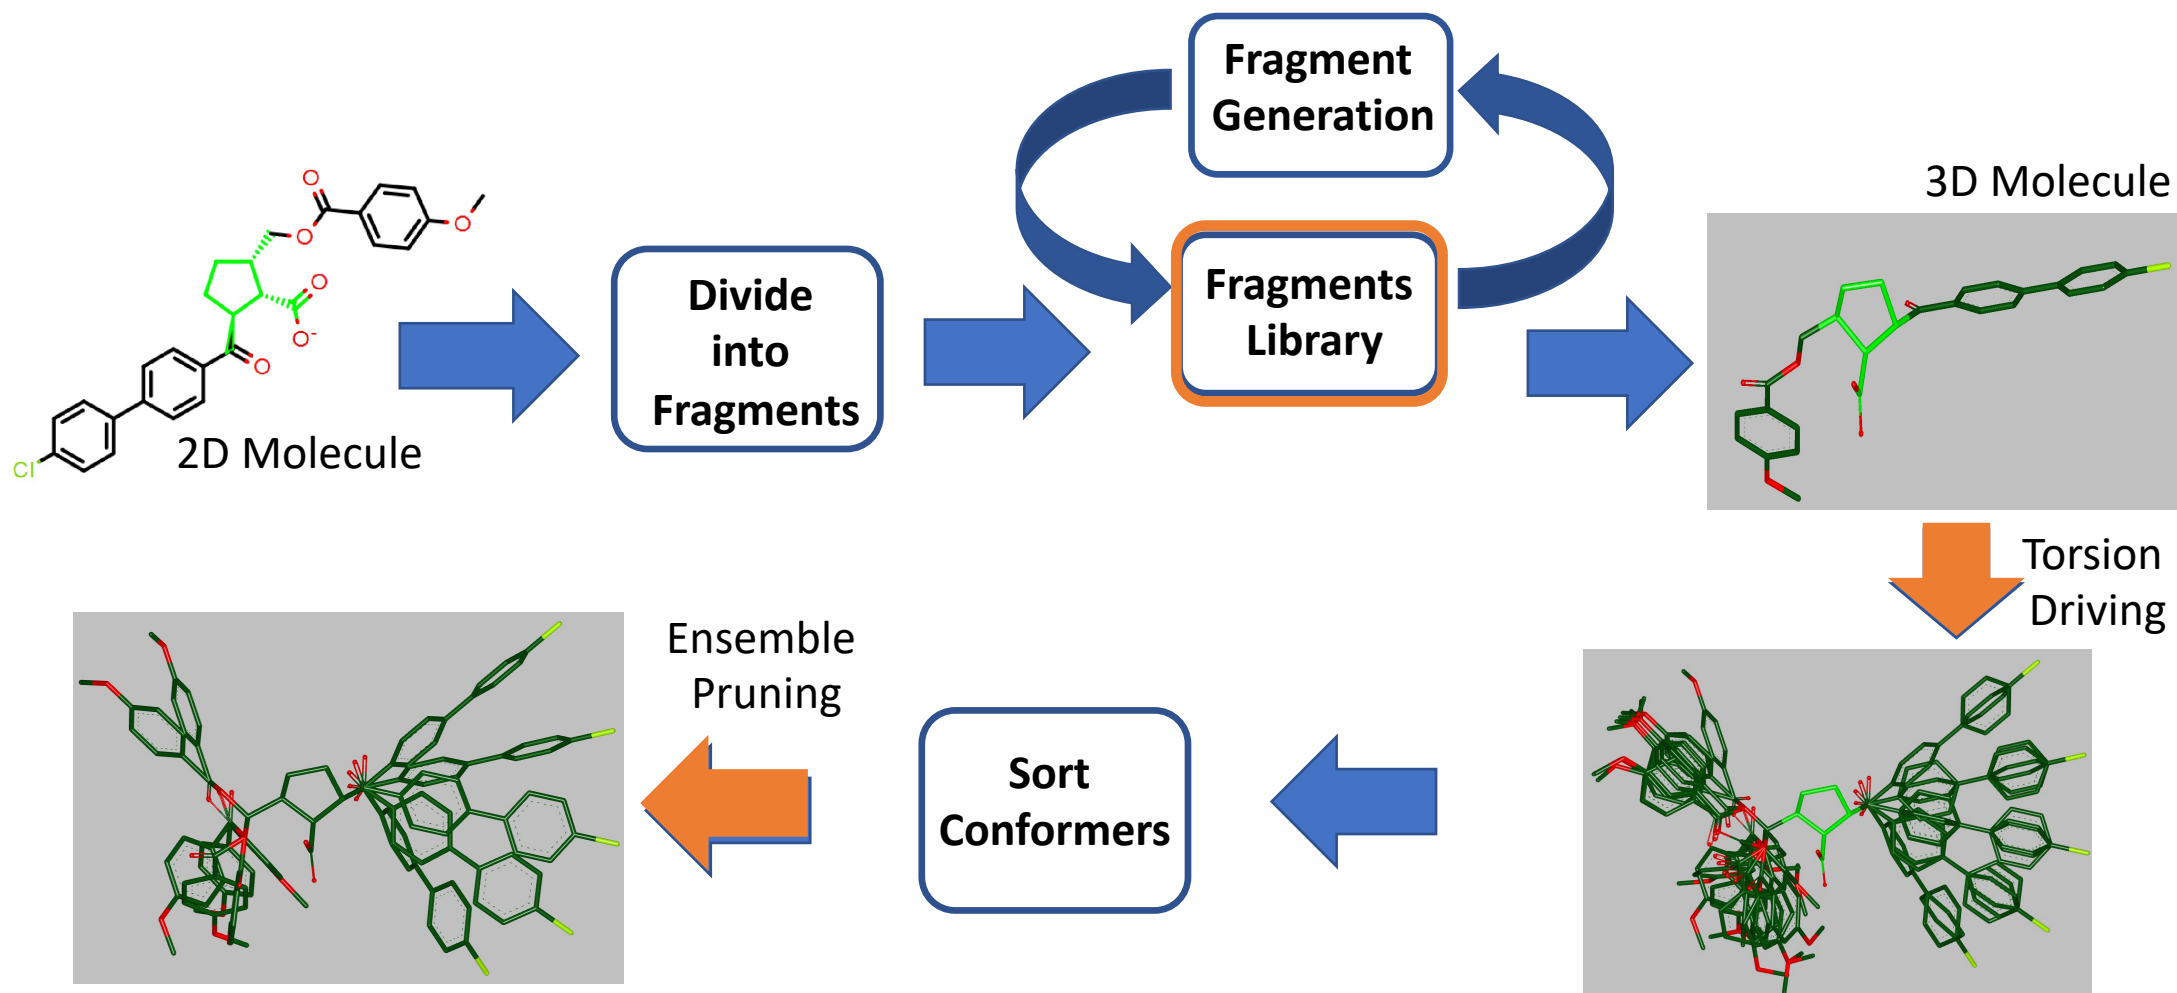 Fragment
Generation
3D Molecule
O
O
O
O
O⁻
O
Cl
2D Molecule
Divide
into
Fragments
Fragments
Library
Torsion
Driving
Ensemble
Pruning
Sort
Conformers